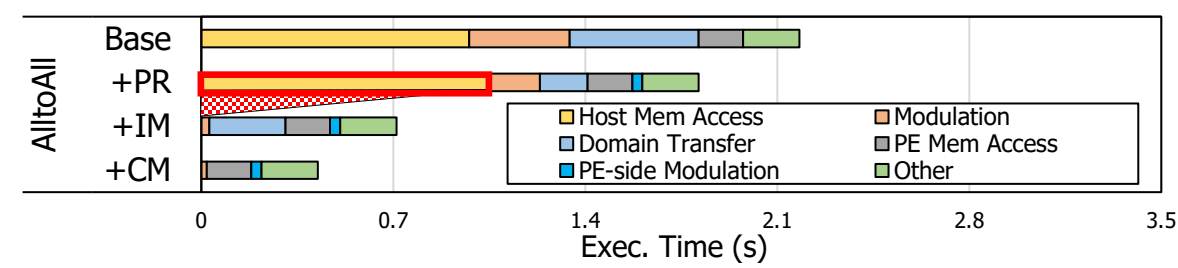 AlltoAll
Base
+PR
+IM
+CM
Host Mem Access
Modulation
Domain Transfer
PE Mem Access
PE-side Modulation
Other
0 0.7 1.4 2.1 2.8 3.5
Exec. Time (s)